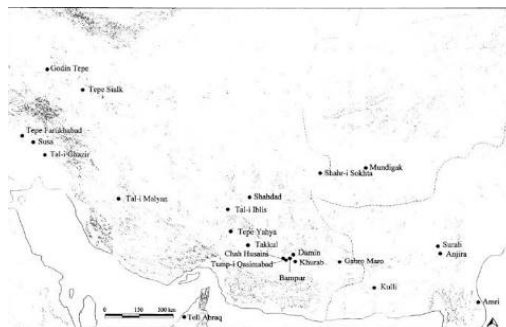 Godin Tepe
Tepe Sialk
Tepe Farukhabad
Susa
Tal-i Ghazir
Mundigak
Shahr-i Sokhta
Tal-i Malyan
Shahdad
Tal-i Iblis
Tepe Yahya
Takkul
Surab
Anjira
Chah Husaini
Damin
Tump-i Qasimabad
Khurab
Gabro Maro
Bampur
Kulli
Amri
0 150 300 km
Tell Abraq